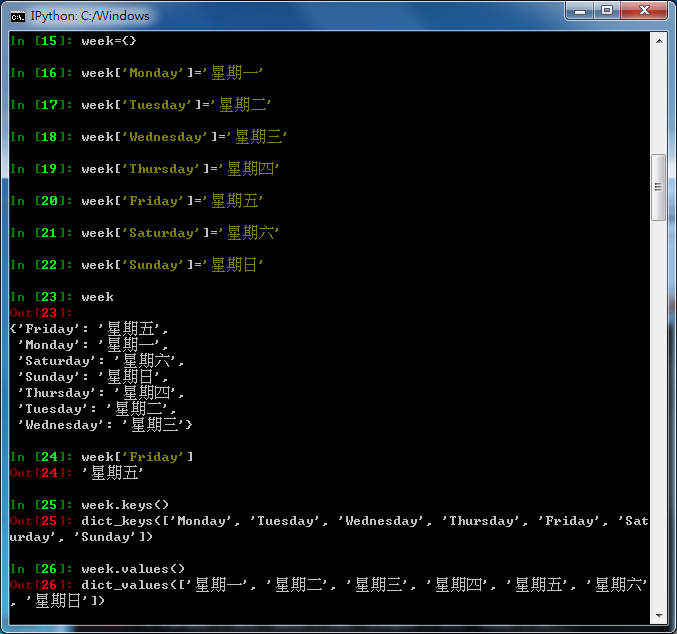 IPython: C:/Windows
In [15]: week={}
In [16]: week['Monday']='星期一'
In [17]: week['Tuesday']='星期二'
In [18]: week['Wednesday']='星期三'
In [19]: week['Thursday']='星期四'
In [20]: week['Friday']='星期五'
In [21]: week['Saturday']='星期六'
In [22]: week['Sunday']='星期日'
In [23]: week
Out[23]:
{'Friday': '星期五',
 'Monday': '星期一',
 'Saturday': '星期六',
 'Sunday': '星期日',
 'Thursday': '星期四',
 'Tuesday': '星期二',
 'Wednesday': '星期三'}
In [24]: week['Friday']
Out[24]: '星期五'
In [25]: week.keys()
Out[25]: dict_keys(['Monday', 'Tuesday', 'Wednesday', 'Thursday', 'Friday', 'Sat
urday', 'Sunday'])
In [26]: week.values()
Out[26]: dict_values(['星期一', '星期二', '星期三', '星期四', '星期五', '星期六'
, '星期日'])